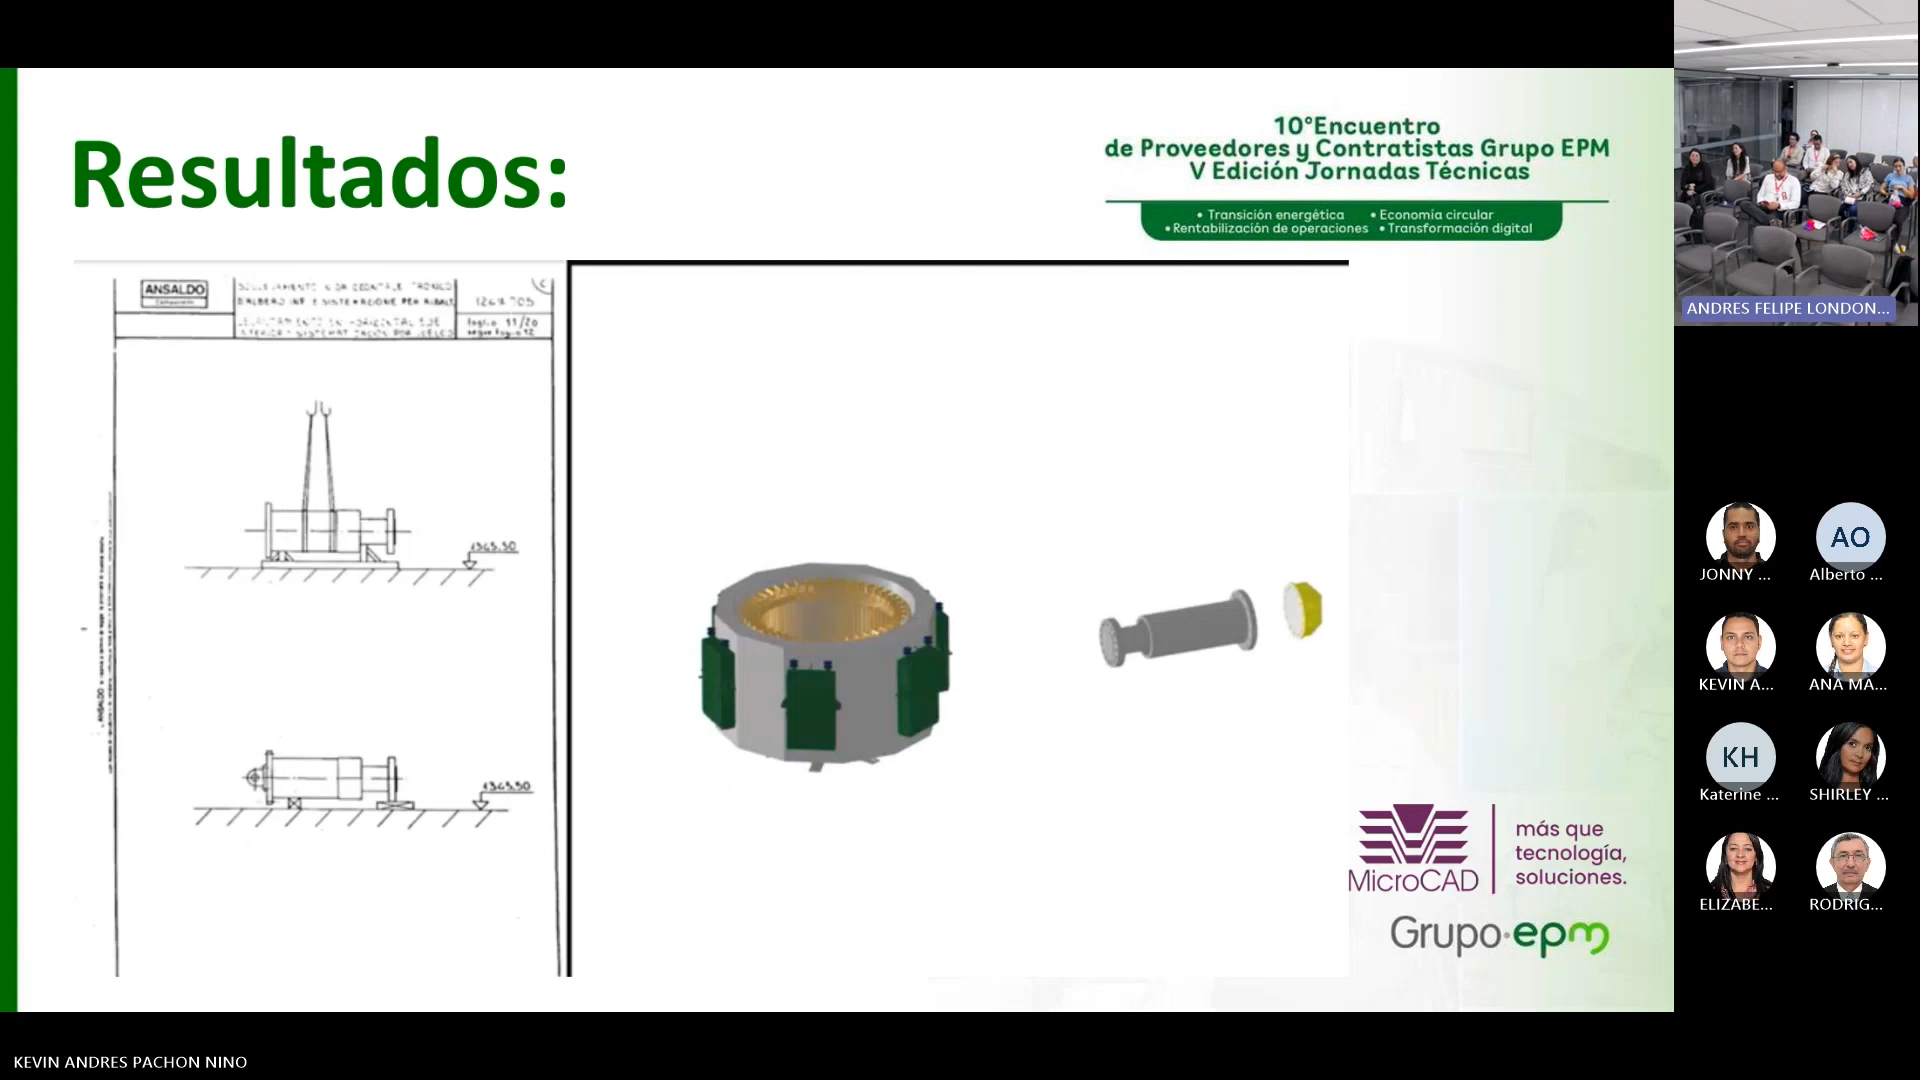 Resultados:
10°Encuentro
de Proveedores y Contratistas Grupo EPM
V Edición Jornadas Técnicas
• Transición energética • Economía circular
• Rentabilización de operaciones • Transformación digital
ANSALDO
1365.50
1365.50
MicroCAD
más que
tecnología,
soluciones.
Grupo·epm
ANDRES FELIPE LONDON...
JONNY ...
AO
Alberto ...
KEVIN A...
ANA MA...
KH
Katerine ...
SHIRLEY ...
ELIZABE...
RODRIG...
KEVIN ANDRES PACHON NINO